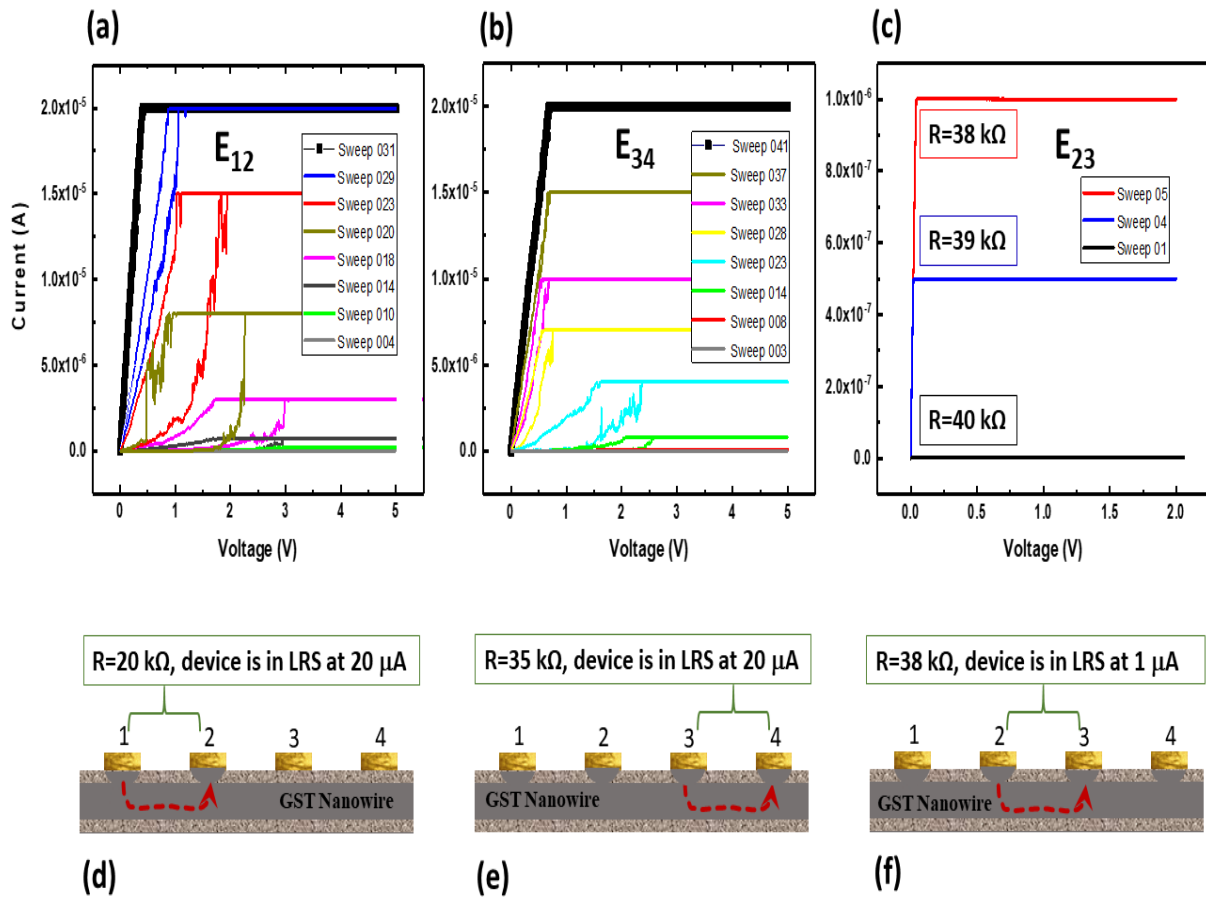 (a)
2.0x10⁻⁵
1.5x10⁻⁵
1.0x10⁻⁵
5.0x10⁻⁶
0.0
Current (A)
E₁₂
Sweep 031
Sweep 029
Sweep 023
Sweep 020
Sweep 018
Sweep 014
Sweep 010
Sweep 004
0 1 2 3 4 5
Voltage (V)
(b)
2.0x10⁻⁵
1.5x10⁻⁵
1.0x10⁻⁵
5.0x10⁻⁶
0.0
E₃₄
Sweep 041
Sweep 037
Sweep 033
Sweep 028
Sweep 023
Sweep 014
Sweep 008
Sweep 003
0 1 2 3 4 5
Voltage (V)
(c)
1.0x10⁻⁶
8.0x10⁻⁷
6.0x10⁻⁷
4.0x10⁻⁷
2.0x10⁻⁷
0.0
R=38 kΩ
E₂₃
Sweep 05
Sweep 04
Sweep 01
R=39 kΩ
R=40 kΩ
0.0 0.5 1.0 1.5 2.0
Voltage (V)
R=20 kΩ, device is in LRS at 20 µA
1 2 3 4
GST Nanowire
(d)
R=35 kΩ, device is in LRS at 20 µA
1 2 3 4
GST Nanowire
(e)
R=38 kΩ, device is in LRS at 1 µA
1 2 3 4
GST Nanowire
(f)